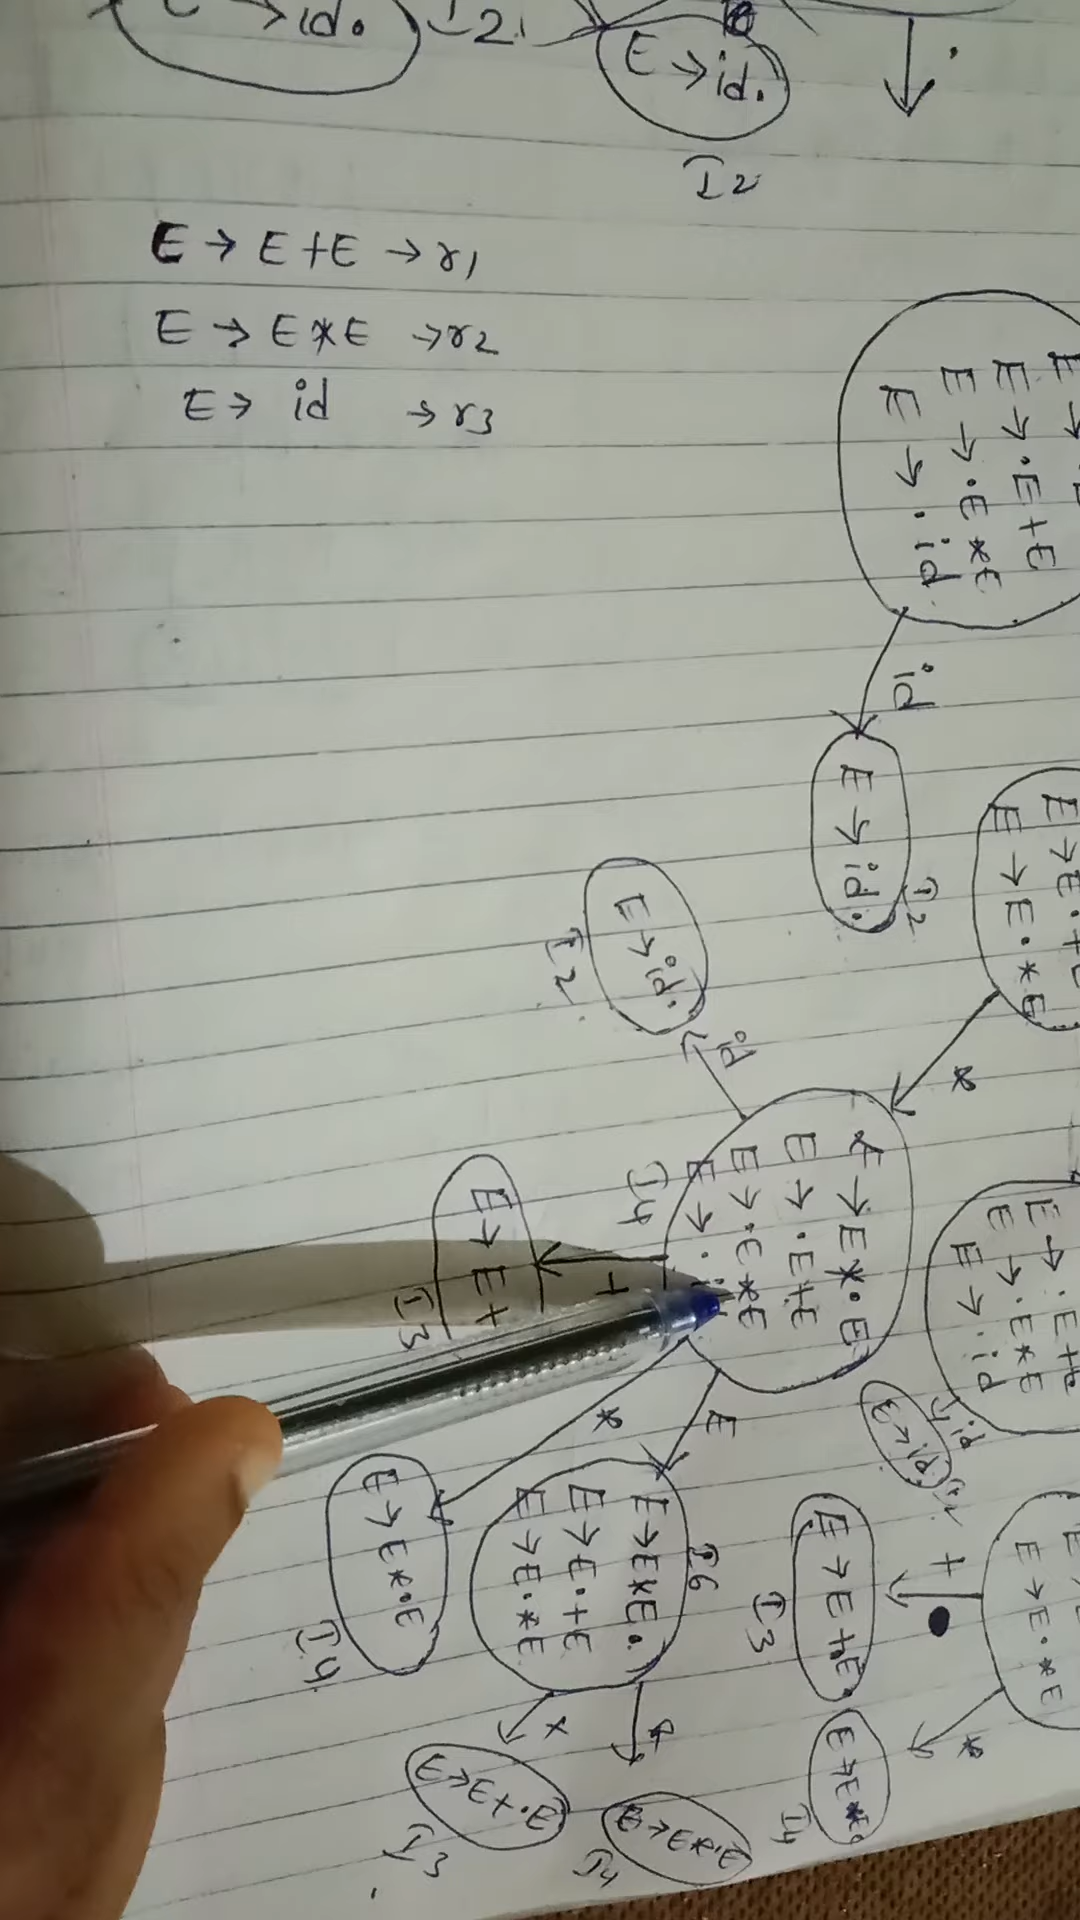 → id.
I2
E → id.
I2
E → E+E → r1
E → E*E → r2
E → id → r3
E → .E+E
E → .E*E
E → .id
id
E → id.
I2
E → E.+E
E → E.*E
*
E → id.
I2
id
E → E*.E
E → .E+E
E → .E*E
E → .
I4
+
E → E+
I3
*
E → E*.E
I4
E
E → E*E.
E → E.+E
E → E.*E
I6
E → E+.E
I3
*
E → E*.E
I4
E → .E+E
E → .E*E
E → id
id
E → id.
E → E.*E
+
E → E+.E
I3
*
E → E*.
I4